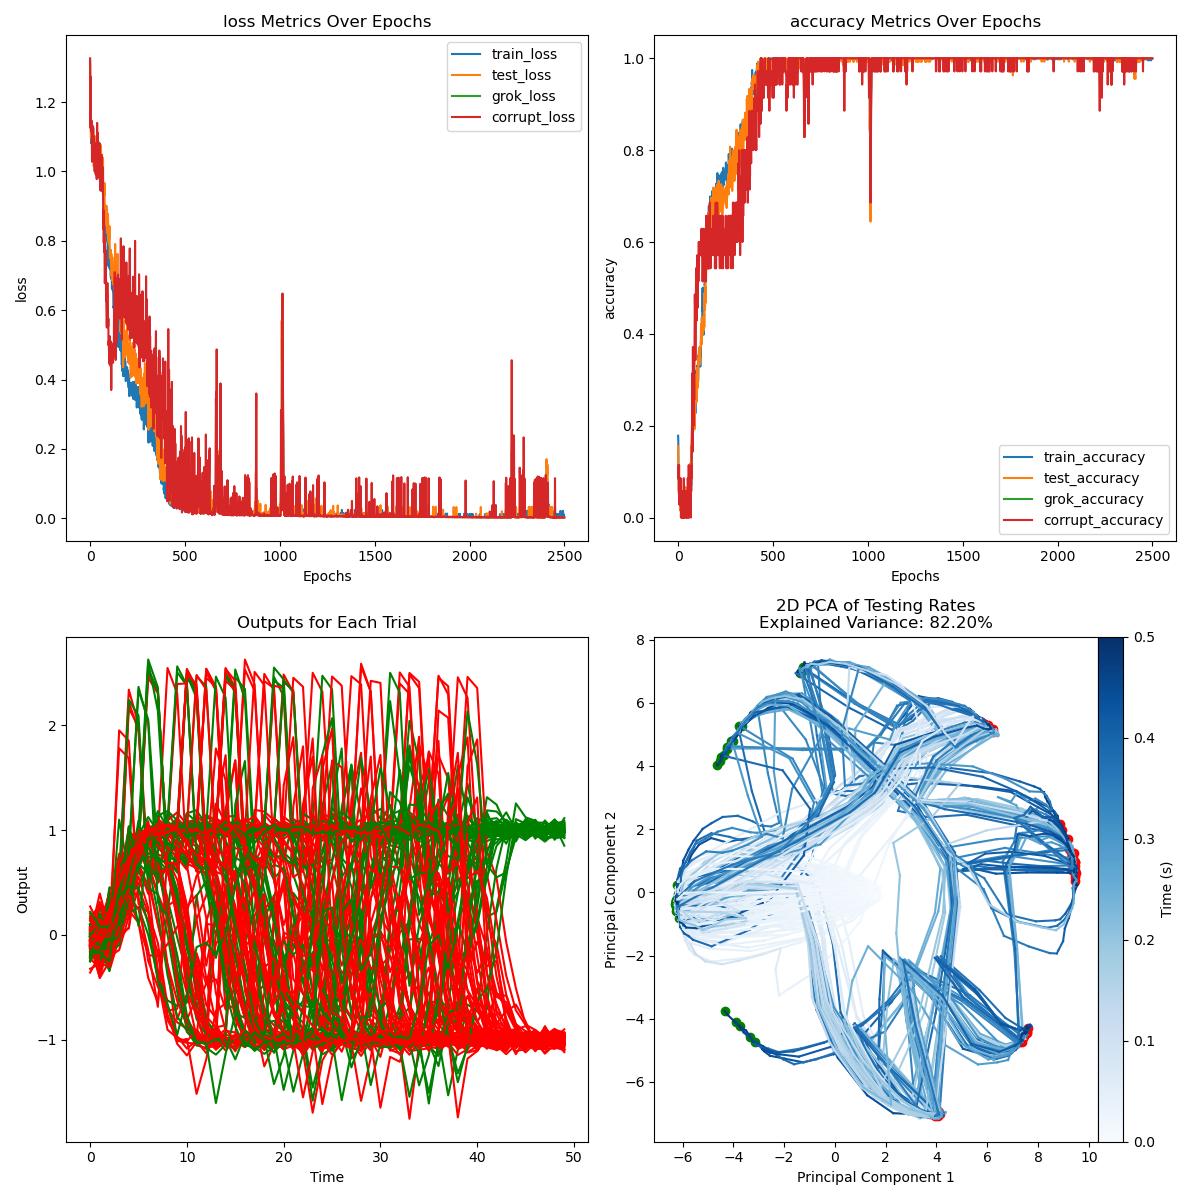 loss Metrics Over Epochs
1.2
1.0
0.8
0.6
0.4
0.2
0.0
loss
0
500
1000
1500
2000
2500
Epochs
train_loss
test_loss
grok_loss
corrupt_loss
accuracy Metrics Over Epochs
1.0
0.8
0.6
0.4
0.2
0.0
accuracy
0
500
1000
1500
2000
2500
Epochs
train_accuracy
test_accuracy
grok_accuracy
corrupt_accuracy
Outputs for Each Trial
2
1
0
−1
Output
0
10
20
30
40
50
Time
2D PCA of Testing Rates
Explained Variance: 82.20%
8
6
4
2
0
−2
−4
−6
Principal Component 2
−6
−4
−2
0
2
4
6
8
10
Principal Component 1
0.5
0.4
0.3
0.2
0.1
0.0
Time (s)